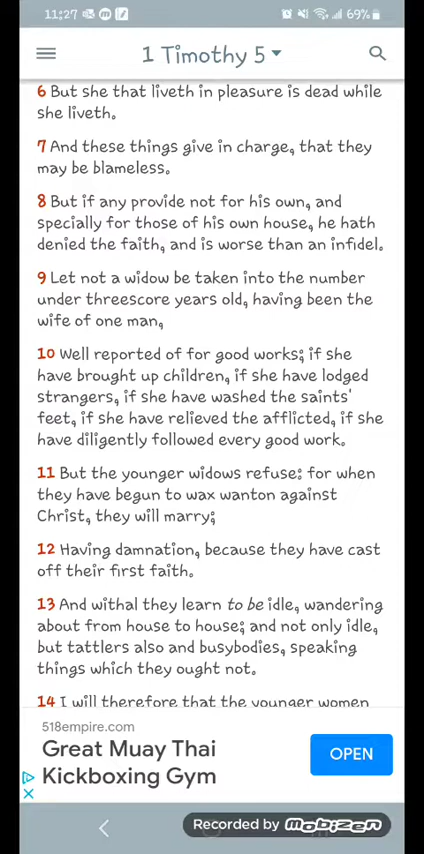 11:27 69%
1 Timothy 5
6 But she that liveth in pleasure is dead while
she liveth.
7 And these things give in charge, that they
may be blameless.
8 But if any provide not for his own, and
specially for those of his own house, he hath
denied the faith, and is worse than an infidel.
9 Let not a widow be taken into the number
under threescore years old, having been the
wife of one man,
10 Well reported of for good works; if she
have brought up children, if she have lodged
strangers, if she have washed the saints'
feet, if she have relieved the afflicted, if she
have diligently followed every good work.
11 But the younger widows refuse: for when
they have begun to wax wanton against
Christ, they will marry;
12 Having damnation, because they have cast
off their first faith.
13 And withal they learn to be idle, wandering
about from house to house; and not only idle,
but tattlers also and busybodies, speaking
things which they ought not.
14 I will therefore that the younger women
518empire.com
Great Muay Thai
Kickboxing Gym
OPEN
Recorded by mobizen